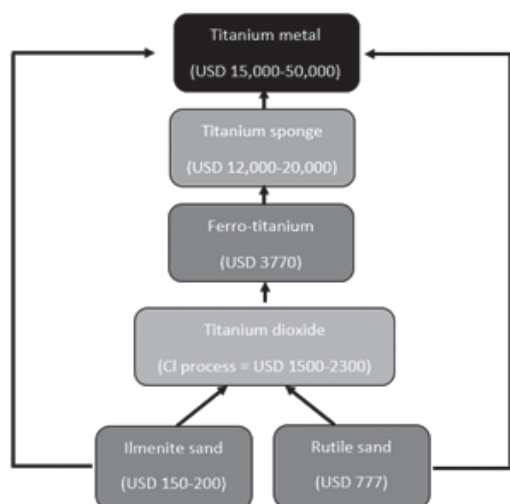 Titanium metal
(USD 15,000-50,000)
Titanium sponge
(USD 12,000-20,000)
Ferro-titanium
(USD 3770)
Titanium dioxide
(Cl process = USD 1500-2300)
Ilmenite sand
(USD 150-200)
Rutile sand
(USD 777)